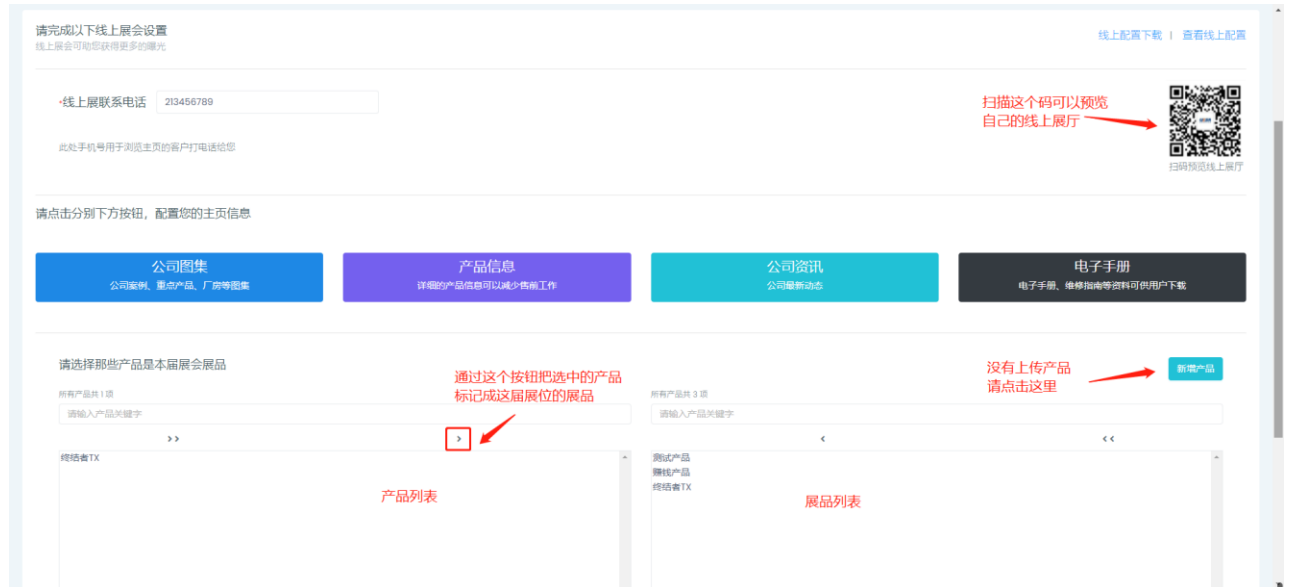 请完成以下线上展会设置
线上展会可助您获得更多的曝光
线上配置下载 | 查看线上配置
*线上展联系电话 213456789
扫描这个码可以预览
自己的线上展厅
此处手机号用于浏览主页的客户打电话给您
扫码预览线上展厅
请点击分别下方按钮，配置您的主页信息
公司图集
公司案例、重点产品、厂房等图集
产品信息
详细的产品信息可以减少售前工作
公司资讯
公司最新动态
电子手册
电子手册、维修指南等资料可供用户下载
请选择那些产品是本届展会展品
通过这个按钮把选中的产品
标记成这届展位的展品
没有上传产品
请点击这里
新增产品
所有产品共 1 项
所有产品共 3 项
请输入产品关键字
请输入产品关键字
>>
>
<
<<
终结者TX
测试产品
赚钱产品
终结者TX
产品列表
展品列表